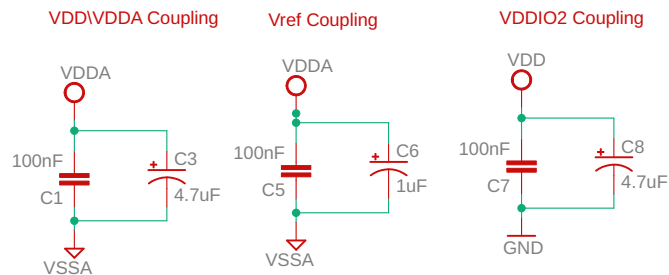 VDD\VDDA Coupling
VDDA
100nF
C3
C1
4.7uF
VSSA
Vref Coupling
VDDA
100nF
C6
C5
1uF
VSSA
VDDIO2 Coupling
VDD
100nF
C8
C7
4.7uF
GND